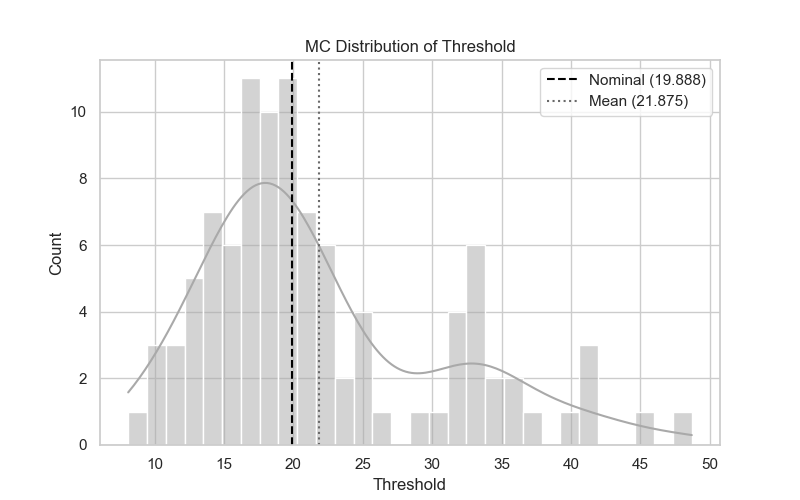 MC Distribution of Threshold
Nominal (19.888)
Mean (21.875)
Count
10
8
6
4
2
0
10 15 20 25 30 35 40 45 50
Threshold